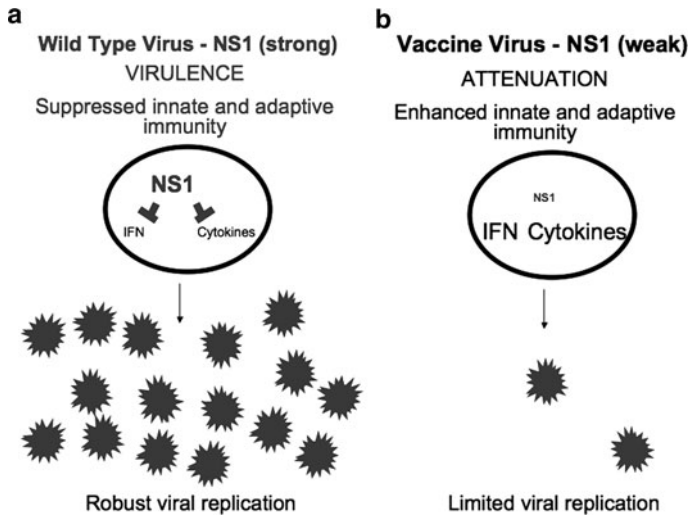 a
Wild Type Virus - NS1 (strong)
VIRULENCE
Suppressed innate and adaptive
immunity
NS1
IFN Cytokines
Robust viral replication
b
Vaccine Virus - NS1 (weak)
ATTENUATION
Enhanced innate and adaptive
immunity
NS1
IFN Cytokines
Limited viral replication